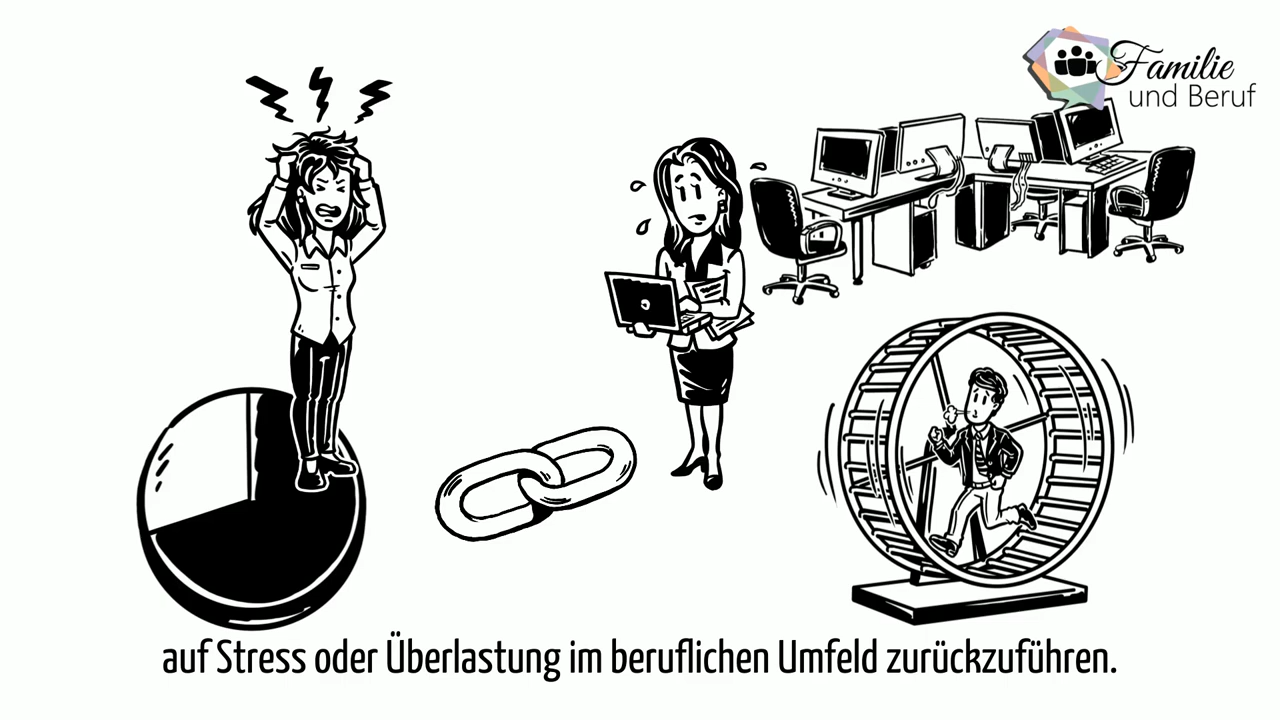 Familie
und Beruf
auf Stress oder Überlastung im beruflichen Umfeld zurückzuführen.